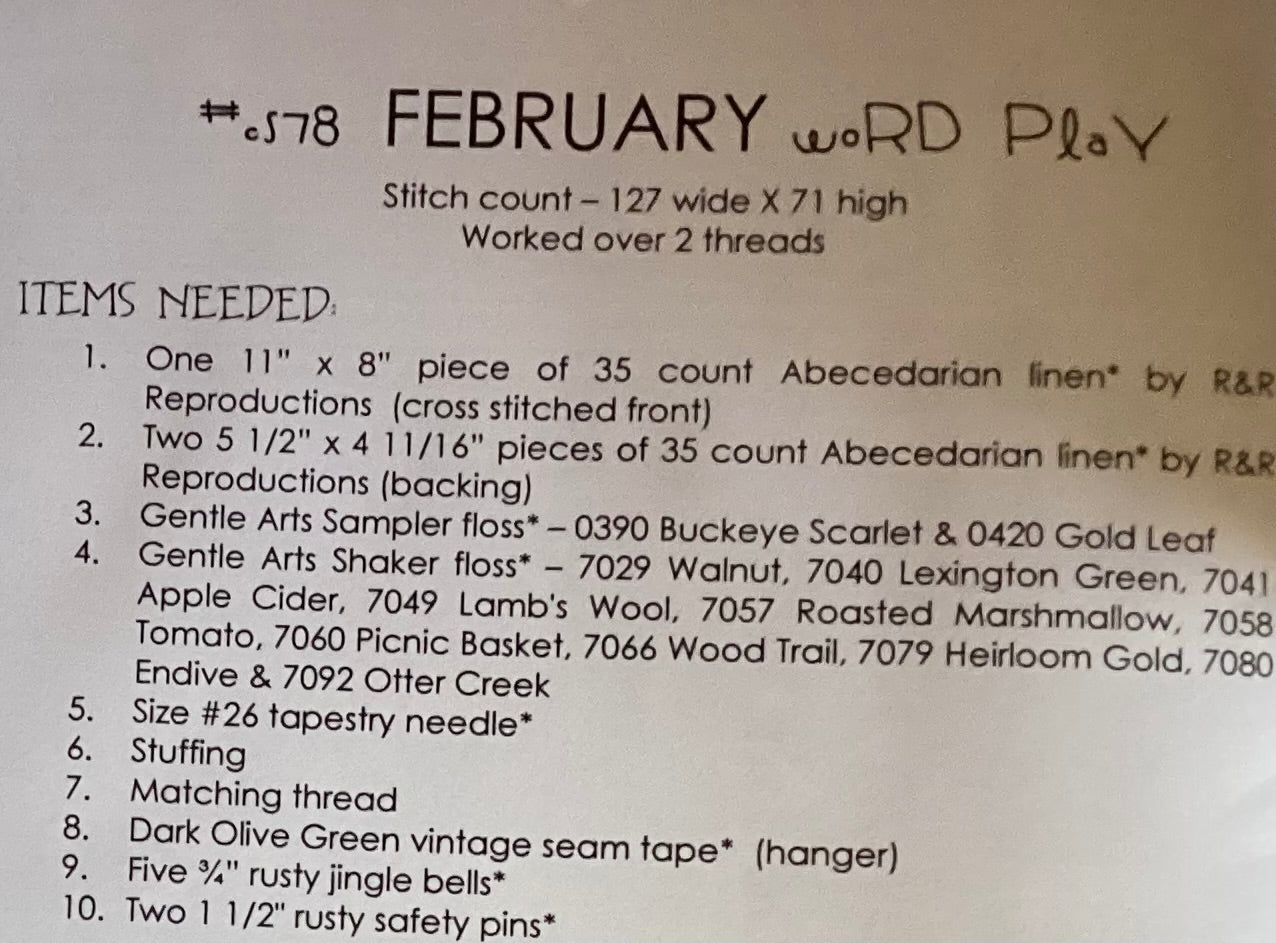 #cs78 FEBRUARY woRD PlaY
Stitch count – 127 wide X 71 high
Worked over 2 threads
ITEMS NEEDED:
1. One 11" x 8" piece of 35 count Abecedarian linen* by R&R
Reproductions (cross stitched front)
2. Two 5 1/2" x 4 11/16" pieces of 35 count Abecedarian linen* by R&R
Reproductions (backing)
3. Gentle Arts Sampler floss* – 0390 Buckeye Scarlet & 0420 Gold Leaf
4. Gentle Arts Shaker floss* – 7029 Walnut, 7040 Lexington Green, 7041
Apple Cider, 7049 Lamb's Wool, 7057 Roasted Marshmallow, 7058
Tomato, 7060 Picnic Basket, 7066 Wood Trail, 7079 Heirloom Gold, 7080
Endive & 7092 Otter Creek
5. Size #26 tapestry needle*
6. Stuffing
7. Matching thread
8. Dark Olive Green vintage seam tape* (hanger)
9. Five ¾" rusty jingle bells*
10. Two 1 1/2" rusty safety pins*